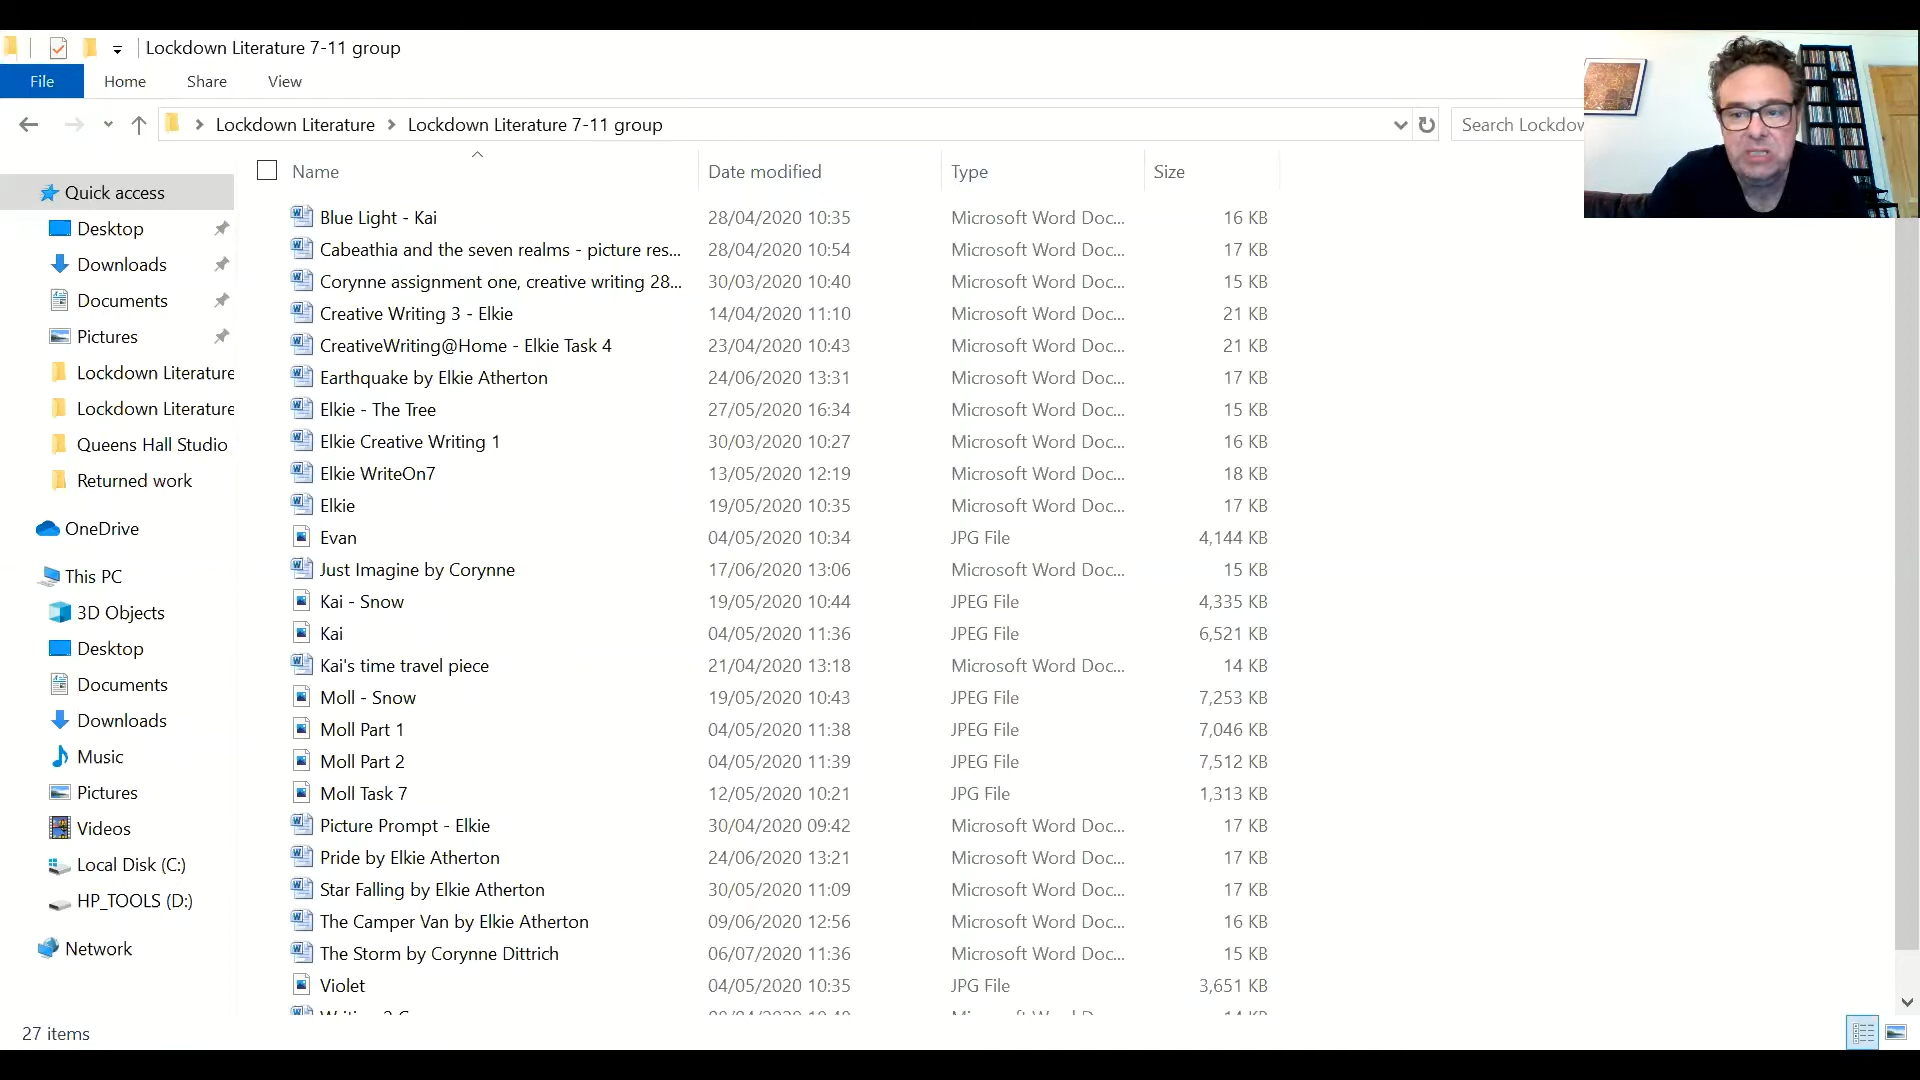 Lockdown Literature 7-11 group
File Home Share View
Lockdown Literature Lockdown Literature 7-11 group Search Lockdow
Name Date modified Type Size
Quick access
Desktop
Downloads
Documents
Pictures
Lockdown Literature
Lockdown Literature
Queens Hall Studio
Returned work
OneDrive
This PC
3D Objects
Desktop
Documents
Downloads
Music
Pictures
Videos
Local Disk (C:)
HP_TOOLS (D:)
Network
Blue Light - Kai 28/04/2020 10:35 Microsoft Word Doc... 16 KB
Cabeathia and the seven realms - picture res... 28/04/2020 10:54 Microsoft Word Doc... 17 KB
Corynne assignment one, creative writing 28... 30/03/2020 10:40 Microsoft Word Doc... 15 KB
Creative Writing 3 - Elkie 14/04/2020 11:10 Microsoft Word Doc... 21 KB
CreativeWriting@Home - Elkie Task 4 23/04/2020 10:43 Microsoft Word Doc... 21 KB
Earthquake by Elkie Atherton 24/06/2020 13:31 Microsoft Word Doc... 17 KB
Elkie - The Tree 27/05/2020 16:34 Microsoft Word Doc... 15 KB
Elkie Creative Writing 1 30/03/2020 10:27 Microsoft Word Doc... 16 KB
Elkie WriteOn7 13/05/2020 12:19 Microsoft Word Doc... 18 KB
Elkie 19/05/2020 10:35 Microsoft Word Doc... 17 KB
Evan 04/05/2020 10:34 JPG File 4,144 KB
Just Imagine by Corynne 17/06/2020 13:06 Microsoft Word Doc... 15 KB
Kai - Snow 19/05/2020 10:44 JPEG File 4,335 KB
Kai 04/05/2020 11:36 JPEG File 6,521 KB
Kai's time travel piece 21/04/2020 13:18 Microsoft Word Doc... 14 KB
Moll - Snow 19/05/2020 10:43 JPEG File 7,253 KB
Moll Part 1 04/05/2020 11:38 JPEG File 7,046 KB
Moll Part 2 04/05/2020 11:39 JPEG File 7,512 KB
Moll Task 7 12/05/2020 10:21 JPG File 1,313 KB
Picture Prompt - Elkie 30/04/2020 09:42 Microsoft Word Doc... 17 KB
Pride by Elkie Atherton 24/06/2020 13:21 Microsoft Word Doc... 17 KB
Star Falling by Elkie Atherton 30/05/2020 11:09 Microsoft Word Doc... 17 KB
The Camper Van by Elkie Atherton 09/06/2020 12:56 Microsoft Word Doc... 16 KB
The Storm by Corynne Dittrich 06/07/2020 11:36 Microsoft Word Doc... 15 KB
Violet 04/05/2020 10:35 JPG File 3,651 KB
27 items